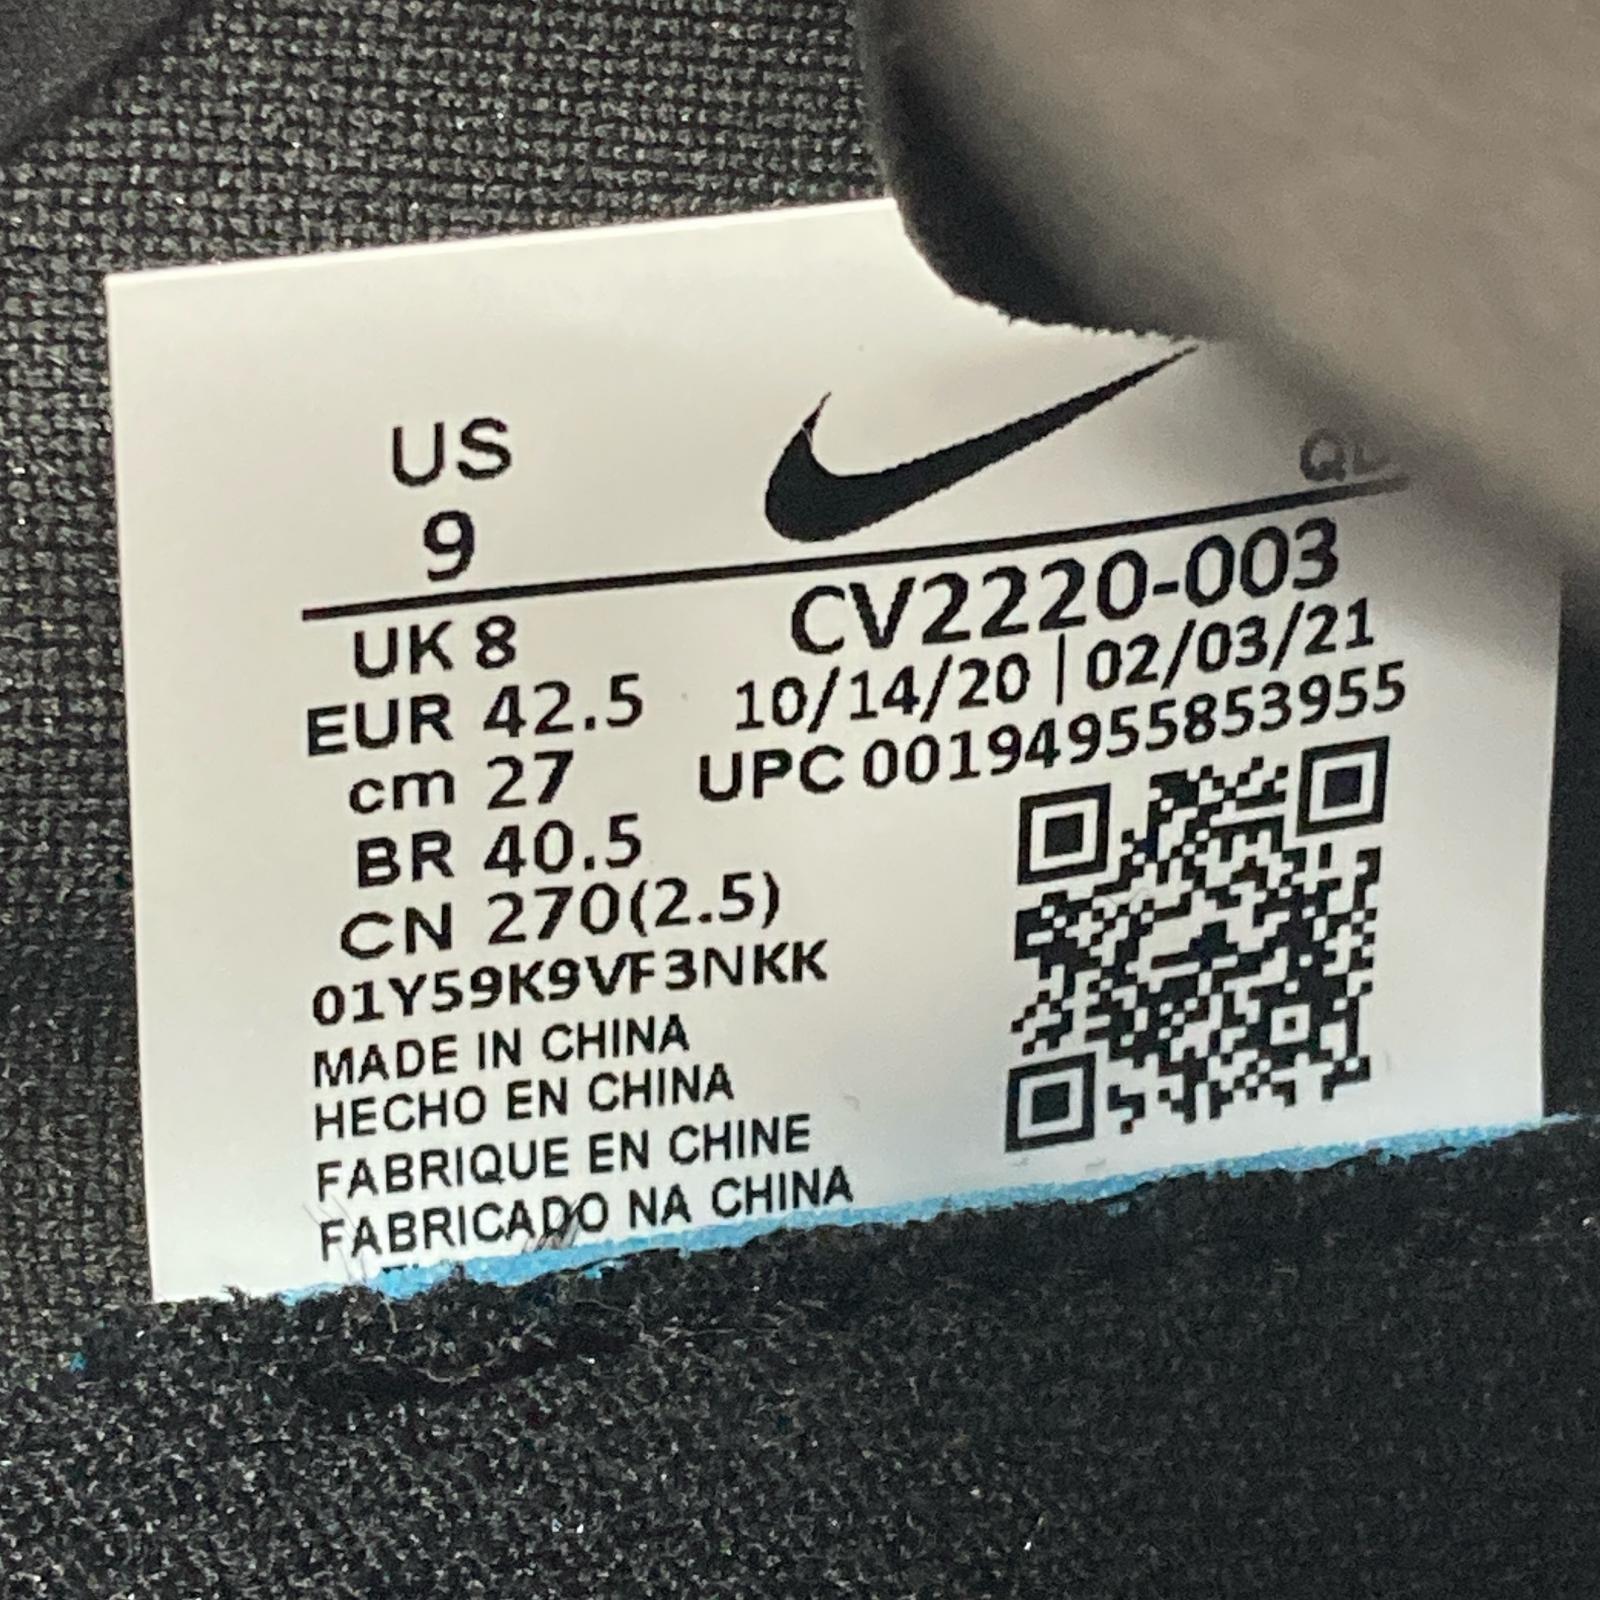 US
9
UK 8
EUR 42.5
cm 27
BR 40.5
CN 270(2.5)
01Y59K9VF3NKK
MADE IN CHINA
HECHO EN CHINA
FABRIQUE EN CHINE
FABRICADO NA CHINA
CV2220-003
10/14/20 | 02/03/21
UPC 00194955853955